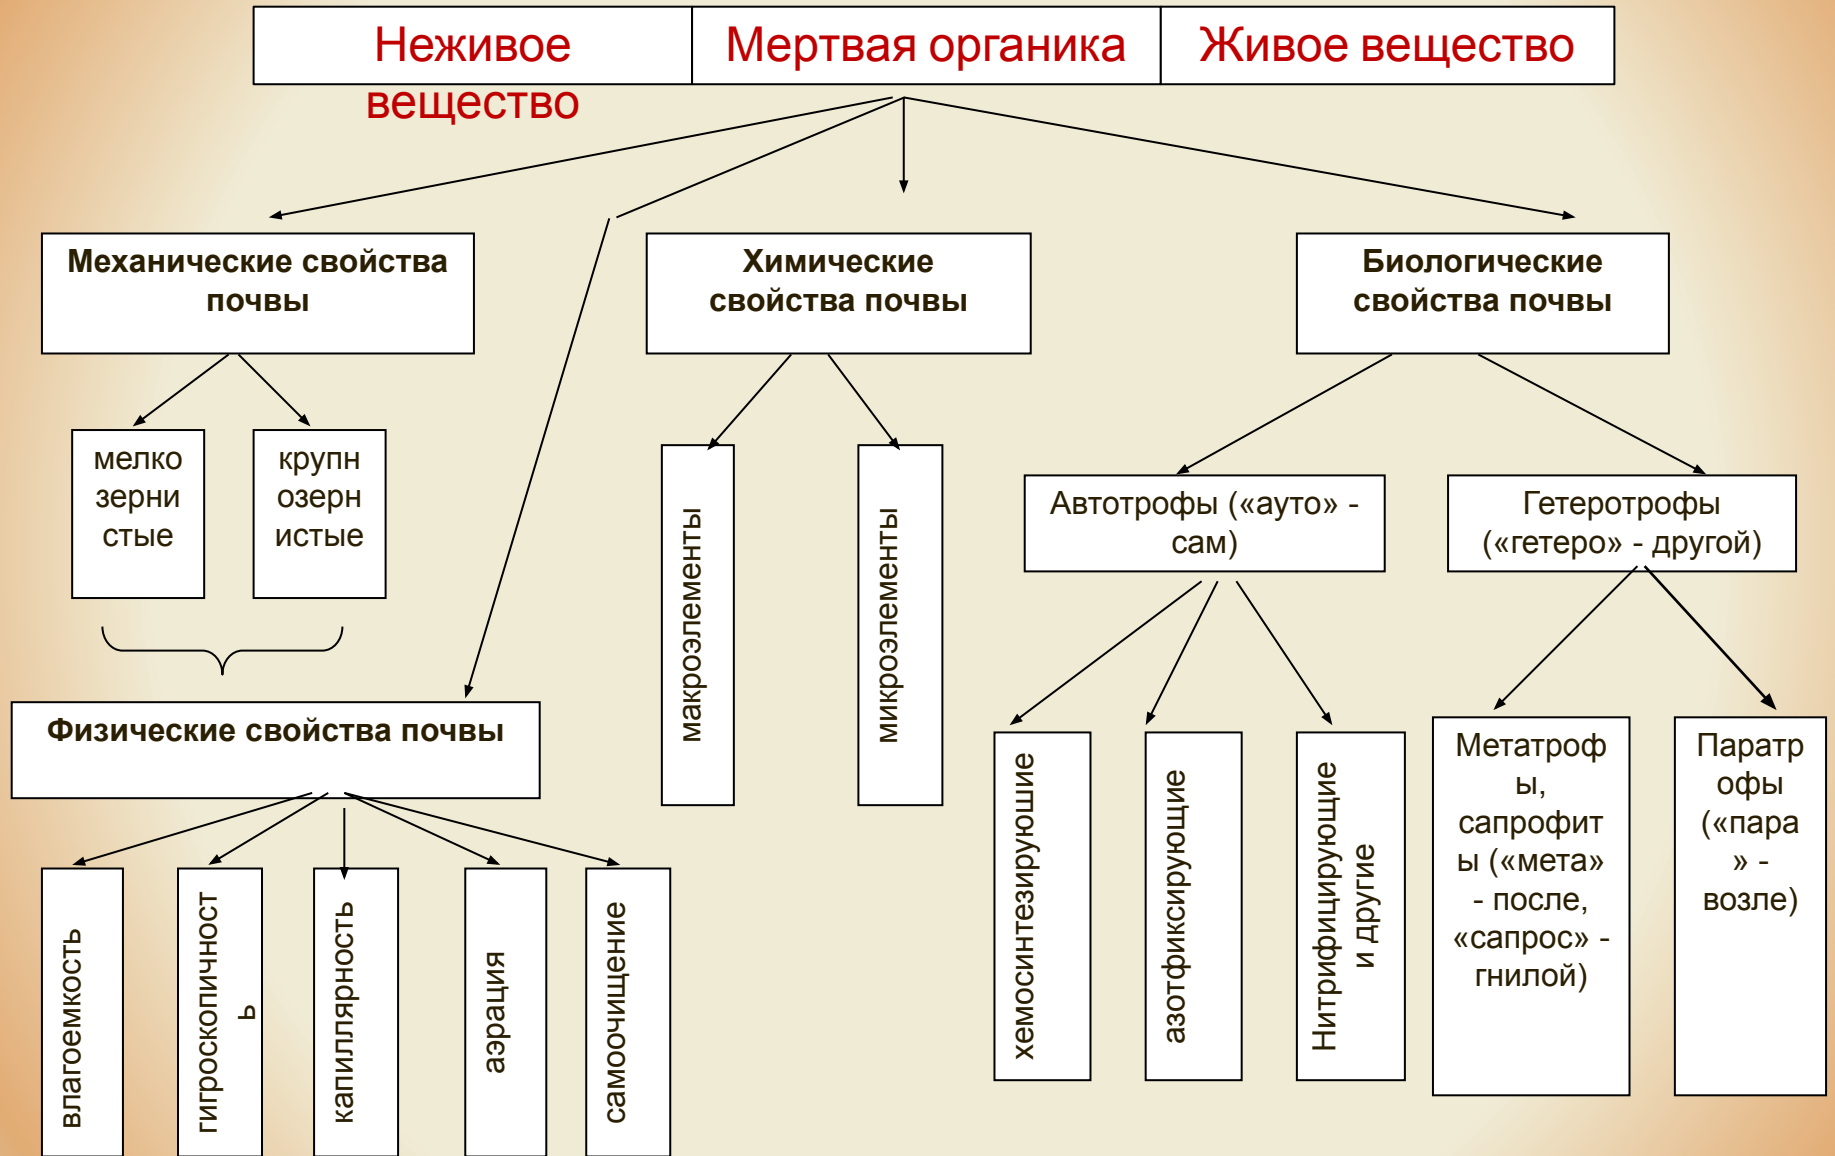 Неживое
вещество
Мертвая органика
Живое вещество
Механические свойства
почвы
Химические
свойства почвы
Биологические
свойства почвы
мелко
зерни
стые
крупн
озерн
истые
макроэлементы
микроэлементы
Автотрофы («ауто» -
сам)
Гетеротрофы
(«гетеро» - другой)
Физические свойства почвы
влагоемкость
гигроскопичност
ь
капиллярность
аэрация
самоочищение
хемосинтезируюшие
азотфиксирующие
Нитрифицирующие
и другие
Метатроф
ы,
сапрофит
ы («мета»
- после,
«сапрос» -
гнилой)
Паратр
офы
(«пара
» -
возле)